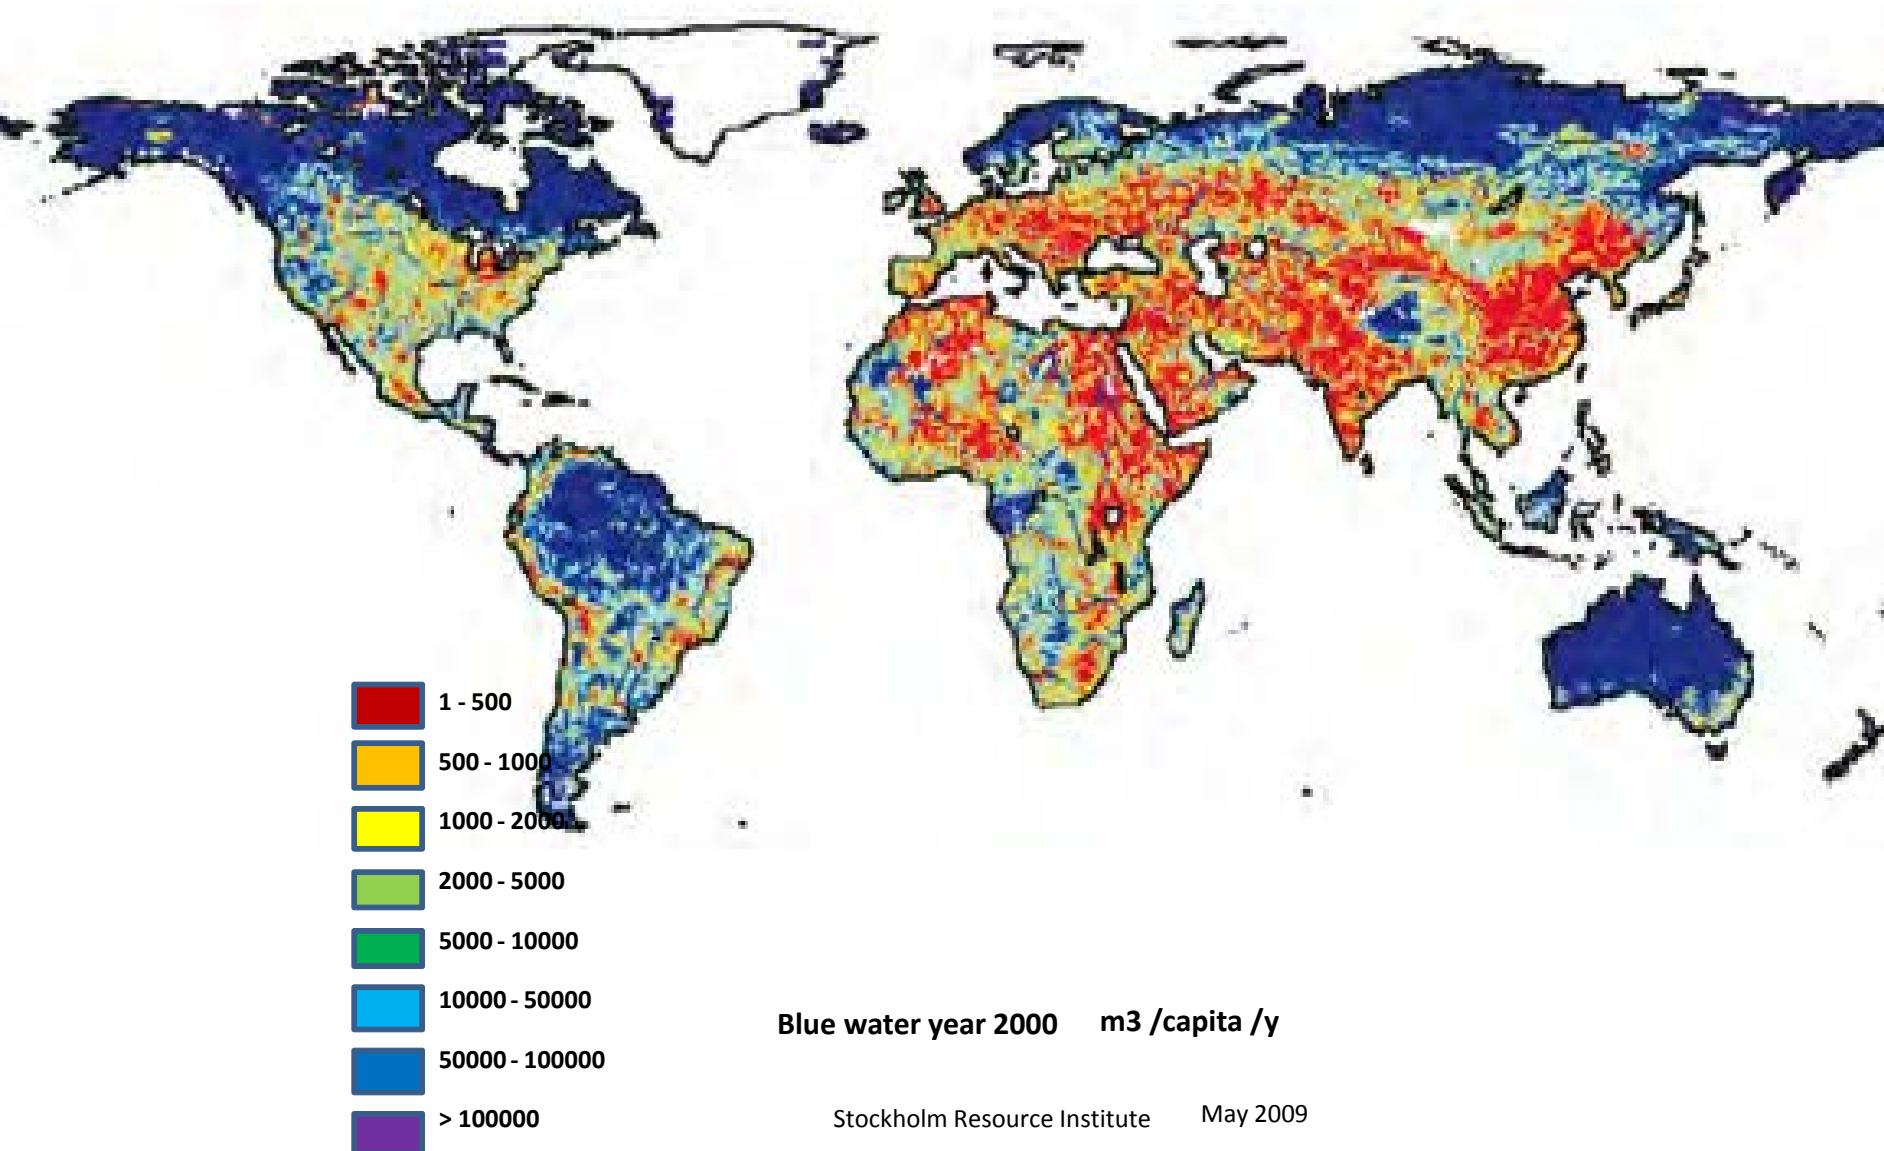 1 - 500
500 - 1000
1000 - 2000
2000 - 5000
5000 - 10000
10000 - 50000
50000 - 100000
> 100000
Blue water year 2000 m3 /capita /y
Stockholm Resource Institute May 2009